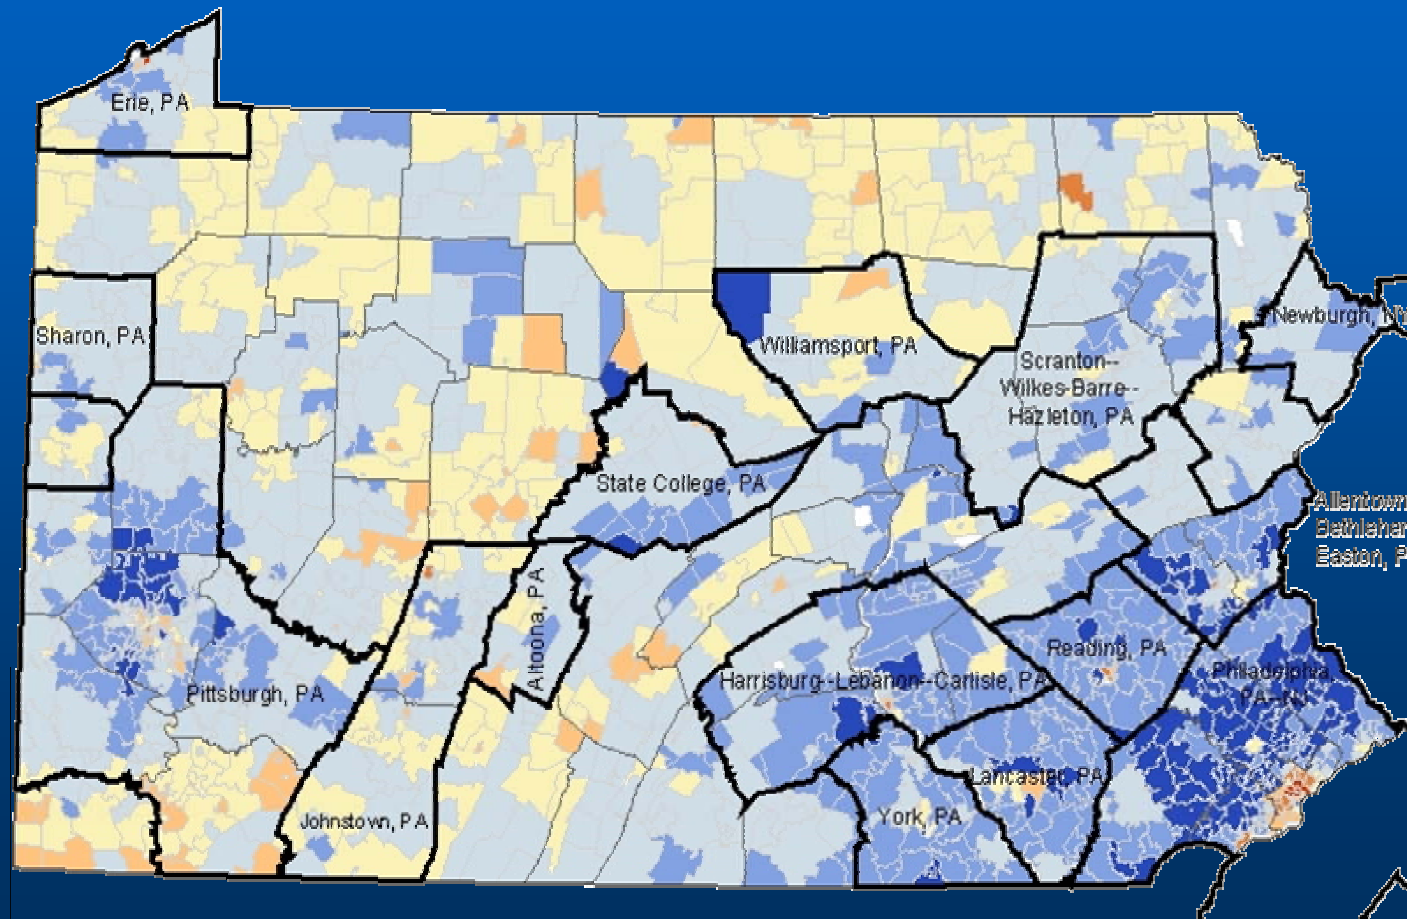 Erie, PA
Sharon, PA
Newburgh, NY
Williamsport, PA
Scranton--
Wilkes-Barre--
Hazleton, PA
State College, PA
Allentown
Bethlehem
Easton, P
Altoona, PA
Reading, PA
Philadelphia,
PA--NJ
Pittsburgh, PA
Harrisburg--Lebanon--Carlisle, PA
Lancaster, PA
York, PA
Johnstown, PA